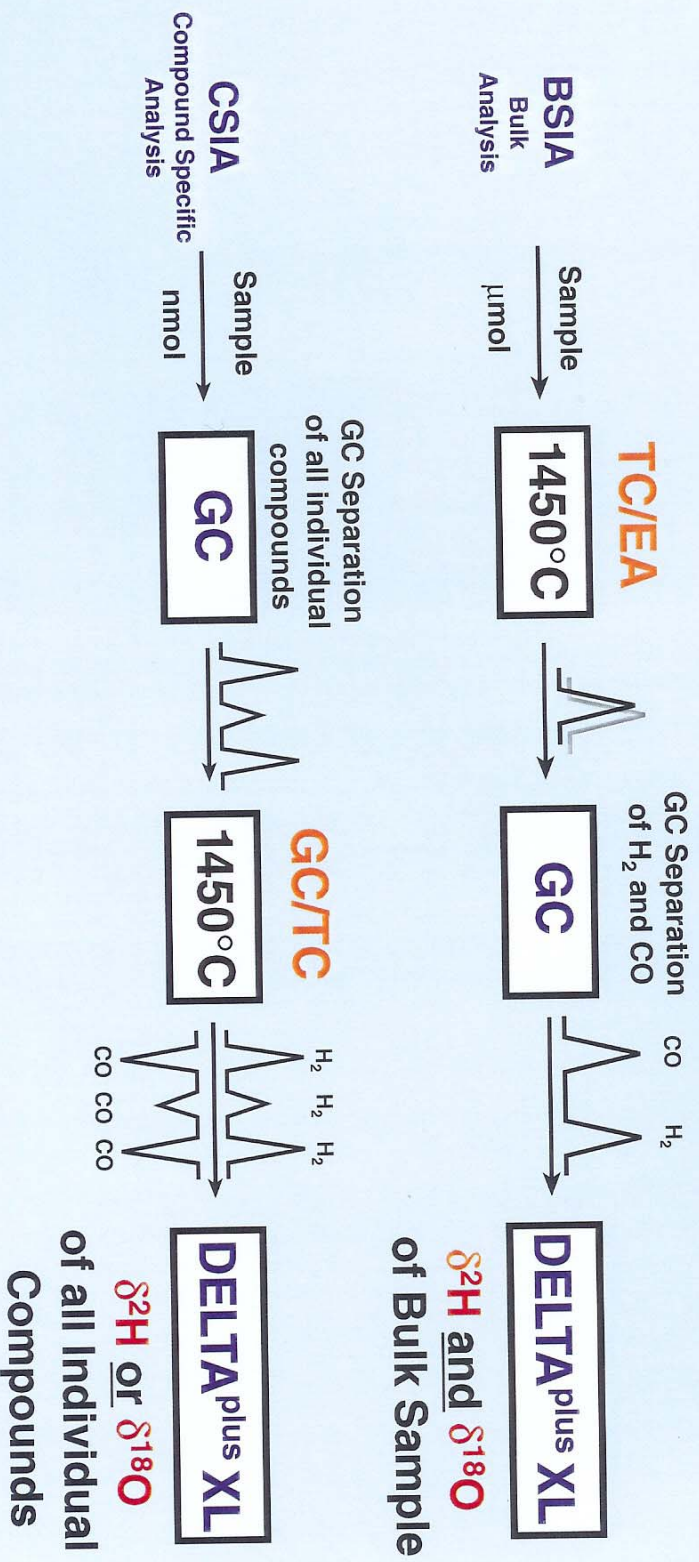 BSIA
Bulk
Analysis
Sample
μmol
TC/EA
1450°C
GC Separation
of H₂ and CO
GC
CO
H₂
DELTAplus XL
δ²H and δ¹⁸O
of Bulk Sample
CSIA
Compound Specific
Analysis
Sample
nmol
GC Separation
of all individual
compounds
GC
GC/TC
1450°C
H₂ H₂ H₂
CO CO CO
DELTAplus XL
δ²H or δ¹⁸O
of all Individual
Compounds